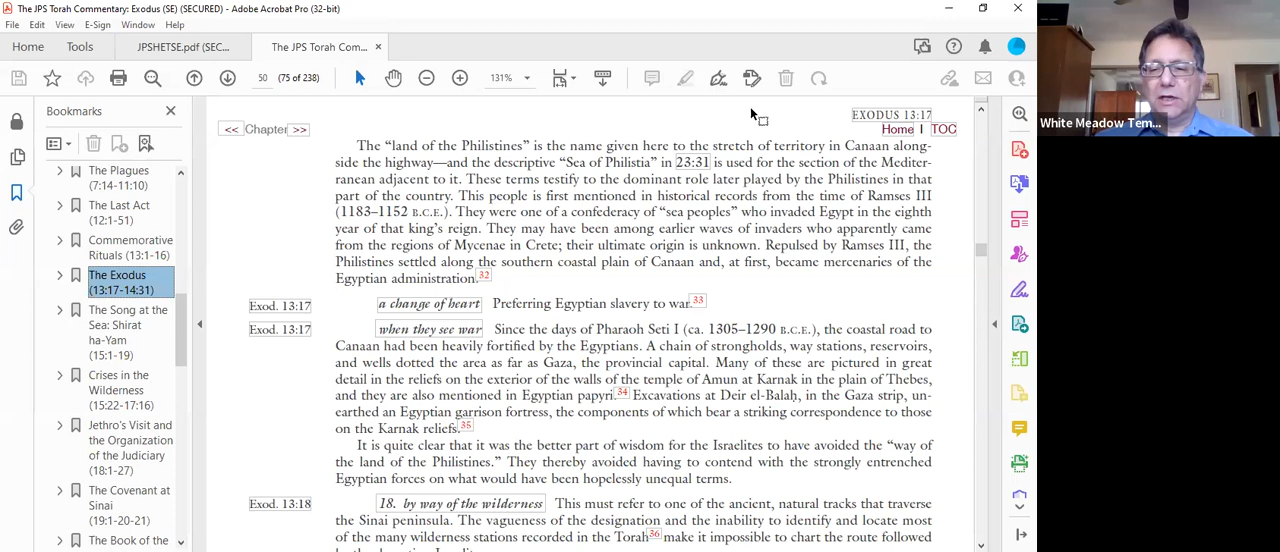 The JPS Torah Commentary: Exodus (SE) (SECURED) - Adobe Acrobat Pro (32-bit)
File Edit View E-Sign Window Help
Home Tools JPSHETSE.pdf (SEC... The JPS Torah Com... ×
50 (75 of 238) 131%
Bookmarks
The Plagues
(7:14-11:10)
The Last Act
(12:1-51)
Commemorative
Rituals (13:1-16)
The Exodus
(13:17-14:31)
The Song at the
Sea: Shirat
ha-Yam
(15:1-19)
Crises in the
Wilderness
(15:22-17:16)
Jethro's Visit and
the Organization
of the Judiciary
(18:1-27)
The Covenant at
Sinai
(19:1-20-21)
The Book of the
EXODUS 13:17
<< Chapter >>
Home I TOC
The “land of the Philistines” is the name given here to the stretch of territory in Canaan along-
side the highway—and the descriptive “Sea of Philistia” in 23:31 is used for the section of the Mediter-
ranean adjacent to it. These terms testify to the dominant role later played by the Philistines in that
part of the country. This people is first mentioned in historical records from the time of Ramses III
(1183–1152 B.C.E.). They were one of a confederacy of “sea peoples” who invaded Egypt in the eighth
year of that king’s reign. They may have been among earlier waves of invaders who apparently came
from the regions of Mycenae in Crete; their ultimate origin is unknown. Repulsed by Ramses III, the
Philistines settled along the southern coastal plain of Canaan and, at first, became mercenaries of the
Egyptian administration.32
Exod. 13:17 a change of heart Preferring Egyptian slavery to war.33
Exod. 13:17 when they see war Since the days of Pharaoh Seti I (ca. 1305–1290 B.C.E.), the coastal road to
Canaan had been heavily fortified by the Egyptians. A chain of strongholds, way stations, reservoirs,
and wells dotted the area as far as Gaza, the provincial capital. Many of these are pictured in great
detail in the reliefs on the exterior of the walls of the temple of Amun at Karnak in the plain of Thebes,
and they are also mentioned in Egyptian papyri.34 Excavations at Deir el-Balaḥ, in the Gaza strip, un-
earthed an Egyptian garrison fortress, the components of which bear a striking correspondence to those
on the Karnak reliefs.35
It is quite clear that it was the better part of wisdom for the Israelites to have avoided the “way of
the land of the Philistines.” They thereby avoided having to contend with the strongly entrenched
Egyptian forces on what would have been hopelessly unequal terms.
Exod. 13:18 18. by way of the wilderness This must refer to one of the ancient, natural tracks that traverse
the Sinai peninsula. The vagueness of the designation and the inability to identify and locate most
of the many wilderness stations recorded in the Torah36 make it impossible to chart the route followed
White Meadow Tem...